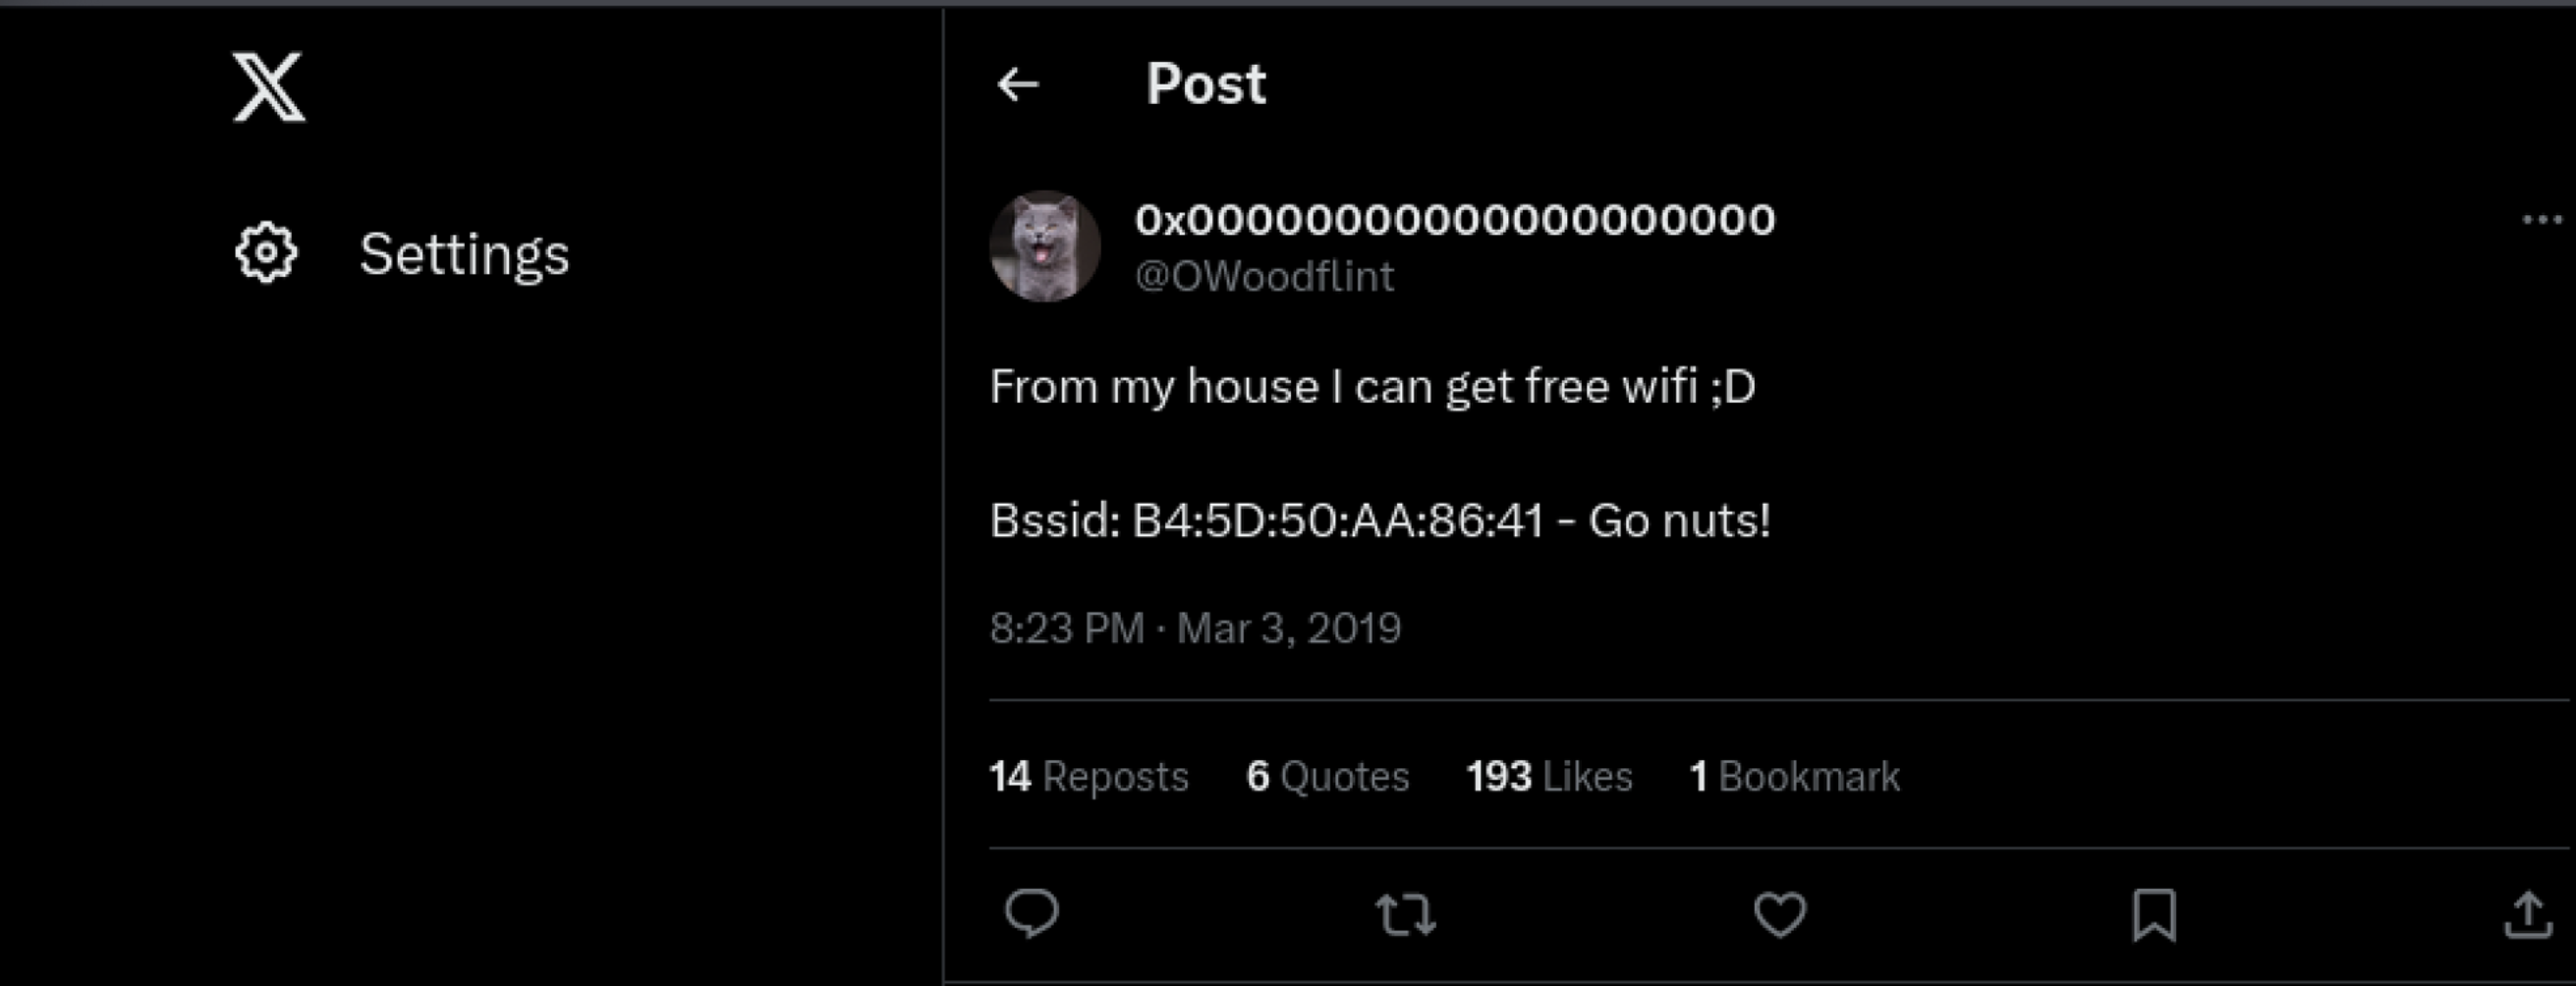 Post
Settings
0x00000000000000000000
@OWoodflint
From my house I can get free wifi ;D
Bssid: B4:5D:50:AA:86:41 - Go nuts!
8:23 PM · Mar 3, 2019
14 Reposts 6 Quotes 193 Likes 1 Bookmark